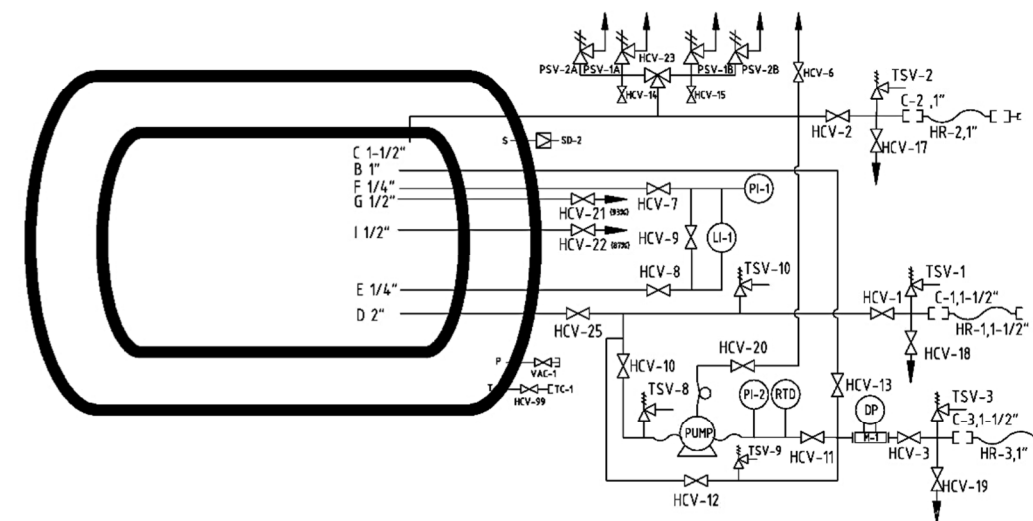 HCV-23
PSV-2A PSV-1A PSV-1B PSV-2B
HCV-6
HCV-14 HCV-15
TSV-2
C-2 ,1"
HCV-2 HR-2,1"
HCV-17
S SD-2
C 1-1/2"
B 1"
F 1/4"
G 1/2"
HCV-7 PI-1
HCV-21 (93%)
I 1/2"
HCV-22 (87%)
HCV-9 LI-1
HCV-8
E 1/4"
TSV-10 TSV-1
D 2"
HCV-25
HCV-1 C-1,1-1/2"
HR-1,1-1/2"
HCV-18
HCV-10 HCV-20
P VAC-1
T TC-1
HCV-99
HCV-13
TSV-8 PI-2 RTD DP TSV-3
C-3,1-1/2"
PUMP M-1
HCV-11 HCV-3 HR-3,1"
TSV-9
HCV-12 HCV-19